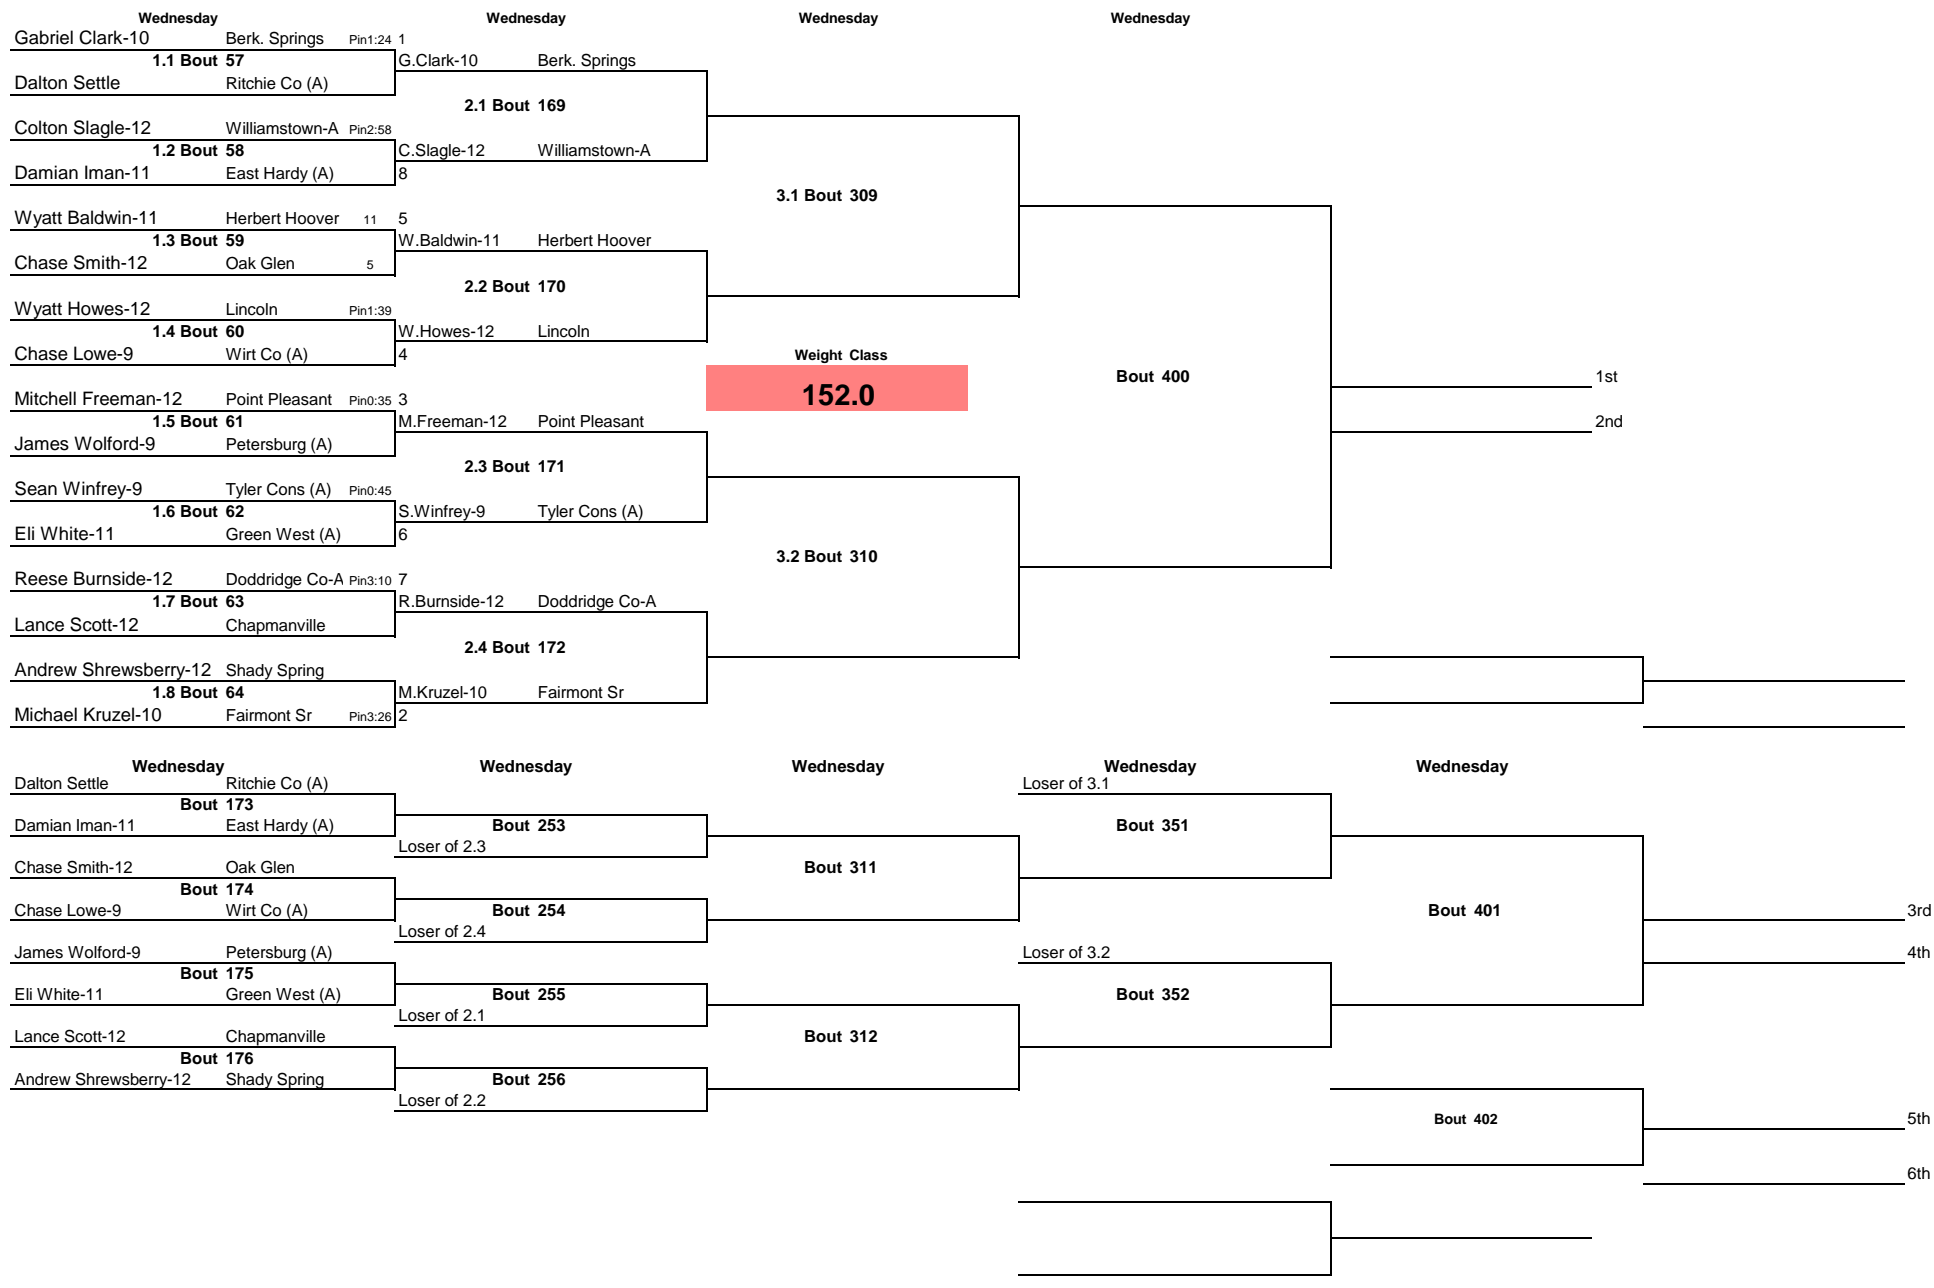 Wednesday Wednesday Wednesday Wednesday
Gabriel Clark-10 Berk. Springs Pin1:24 1
1.1 Bout 57 G.Clark-10 Berk. Springs
Dalton Settle Ritchie Co (A)
2.1 Bout 169
Colton Slagle-12 Williamstown-A Pin2:58
1.2 Bout 58 C.Slagle-12 Williamstown-A
Damian Iman-11 East Hardy (A) 8
3.1 Bout 309
Wyatt Baldwin-11 Herbert Hoover 11 5
1.3 Bout 59 W.Baldwin-11 Herbert Hoover
Chase Smith-12 Oak Glen 5
2.2 Bout 170
Wyatt Howes-12 Lincoln Pin1:39
1.4 Bout 60 W.Howes-12 Lincoln
Chase Lowe-9 Wirt Co (A) 4 Weight Class
Bout 400 1st
152.0
Mitchell Freeman-12 Point Pleasant Pin0:35 3
1.5 Bout 61 M.Freeman-12 Point Pleasant 2nd
James Wolford-9 Petersburg (A)
2.3 Bout 171
Sean Winfrey-9 Tyler Cons (A) Pin0:45
1.6 Bout 62 S.Winfrey-9 Tyler Cons (A)
Eli White-11 Green West (A) 6
3.2 Bout 310
Reese Burnside-12 Doddridge Co-A Pin3:10 7
1.7 Bout 63 R.Burnside-12 Doddridge Co-A
Lance Scott-12 Chapmanville
2.4 Bout 172
Andrew Shrewsberry-12 Shady Spring
1.8 Bout 64 M.Kruzel-10 Fairmont Sr
Michael Kruzel-10 Fairmont Sr Pin3:26 2
Wednesday Wednesday Wednesday Wednesday Wednesday
Dalton Settle Ritchie Co (A) Loser of 3.1
Bout 173
Damian Iman-11 East Hardy (A) Bout 253 Bout 351
Loser of 2.3
Chase Smith-12 Oak Glen Bout 311
Bout 174
Chase Lowe-9 Wirt Co (A) Bout 254 Bout 401 3rd
Loser of 2.4
James Wolford-9 Petersburg (A) Loser of 3.2 4th
Bout 175
Eli White-11 Green West (A) Bout 255 Bout 352
Loser of 2.1
Lance Scott-12 Chapmanville Bout 312
Bout 176
Andrew Shrewsberry-12 Shady Spring Bout 256
Loser of 2.2
Bout 402 5th
6th